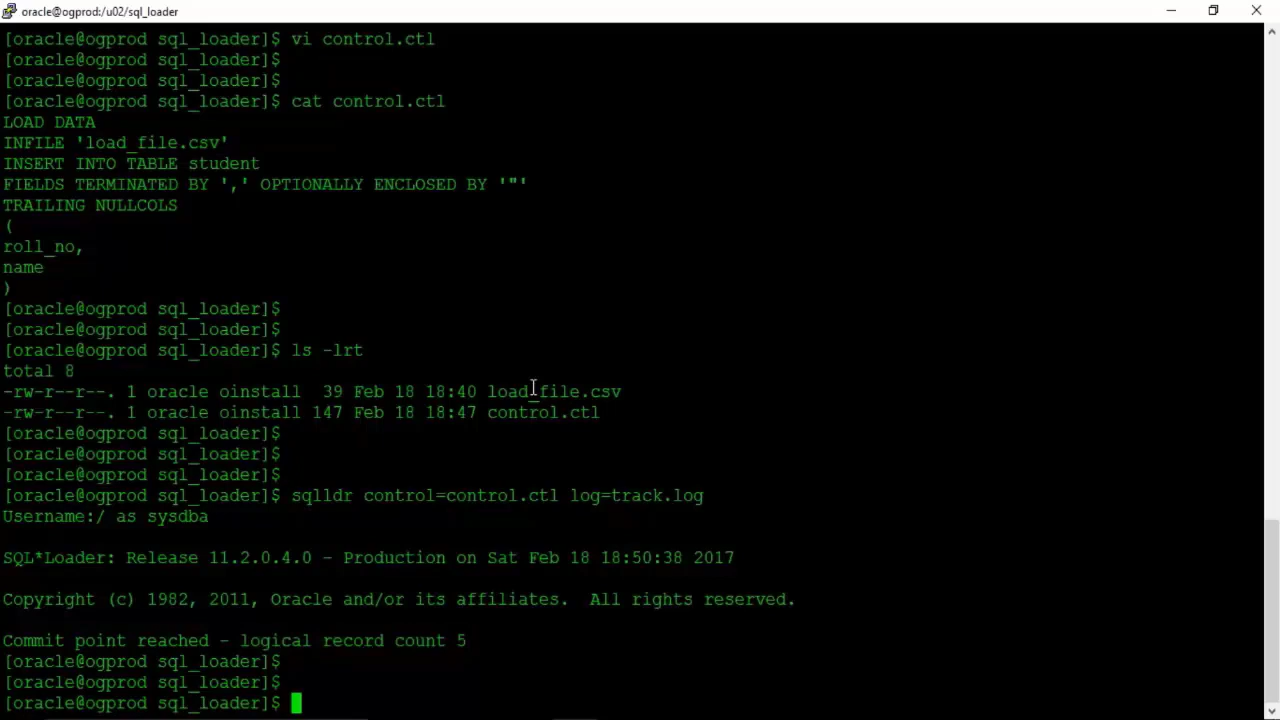 oracle@ogprod:/u02/sql_loader
[oracle@ogprod sql_loader]$ vi control.ctl
[oracle@ogprod sql_loader]$
[oracle@ogprod sql_loader]$
[oracle@ogprod sql_loader]$ cat control.ctl
LOAD DATA
INFILE 'load_file.csv'
INSERT INTO TABLE student
FIELDS TERMINATED BY ',' OPTIONALLY ENCLOSED BY '"'
TRAILING NULLCOLS
(
roll_no,
name
)
[oracle@ogprod sql_loader]$
[oracle@ogprod sql_loader]$
[oracle@ogprod sql_loader]$ ls -lrt
total 8
-rw-r--r--. 1 oracle oinstall  39 Feb 18 18:40 load_file.csv
-rw-r--r--. 1 oracle oinstall 147 Feb 18 18:47 control.ctl
[oracle@ogprod sql_loader]$
[oracle@ogprod sql_loader]$
[oracle@ogprod sql_loader]$
[oracle@ogprod sql_loader]$ sqlldr control=control.ctl log=track.log
Username:/ as sysdba
SQL*Loader: Release 11.2.0.4.0 - Production on Sat Feb 18 18:50:38 2017
Copyright (c) 1982, 2011, Oracle and/or its affiliates.  All rights reserved.
Commit point reached - logical record count 5
[oracle@ogprod sql_loader]$
[oracle@ogprod sql_loader]$
[oracle@ogprod sql_loader]$